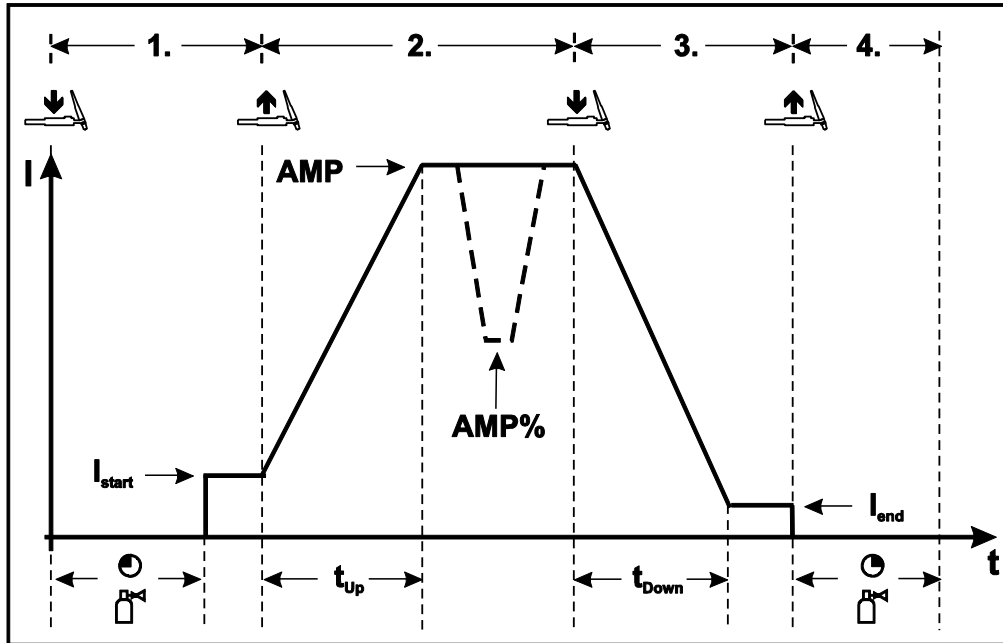 1.
2.
3.
4.
I
AMP
AMP%
Istart
Iend
t
tUp
tDown